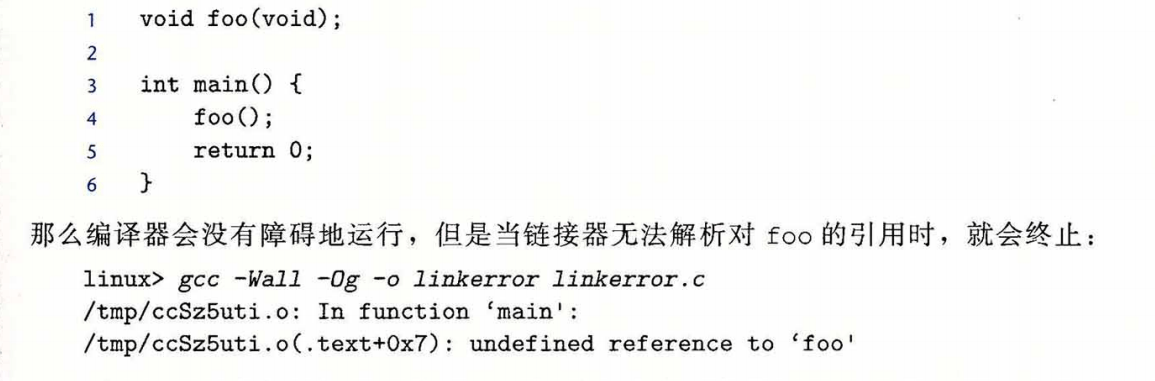 1 void foo(void);
2
3 int main() {
4 foo();
5 return 0;
6 }
那么编译器会没有障碍地运行，但是当链接器无法解析对 foo 的引用时，就会终止：
linux> gcc -Wall -Og -o linkerror linkerror.c
/tmp/ccSz5uti.o: In function ‘main':
/tmp/ccSz5uti.o(.text+0x7): undefined reference to ‘foo'